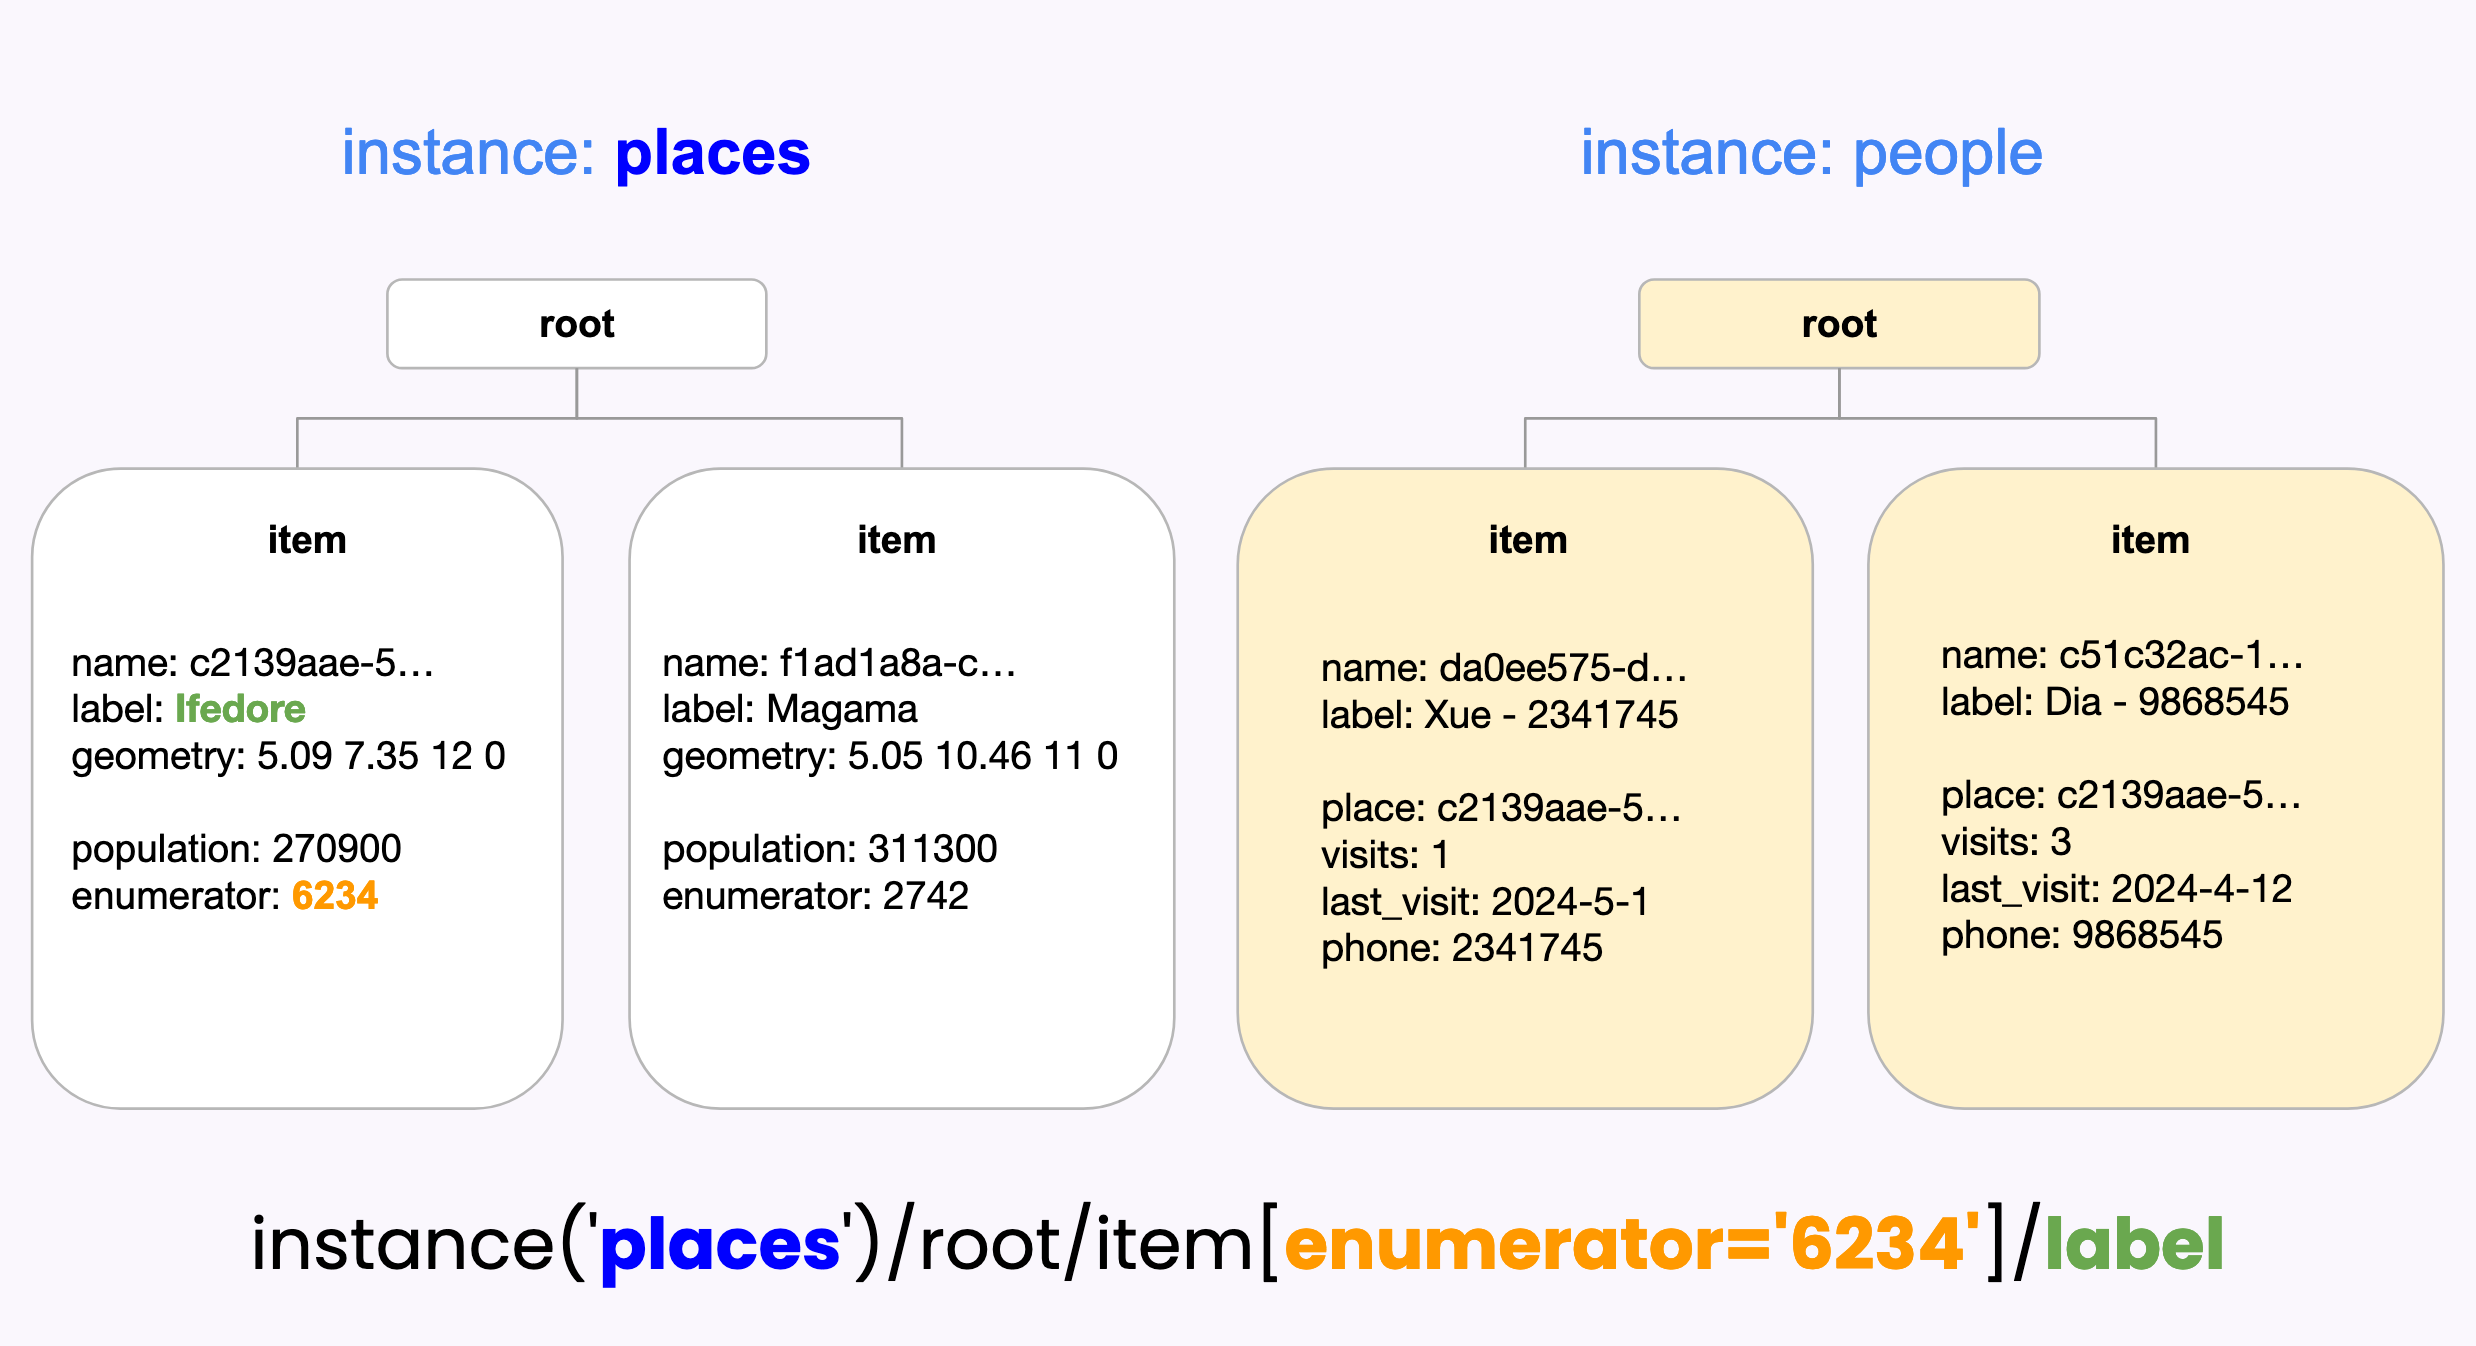 instance: places
root
item
name: c2139aae-5...
label: Ifedore
geometry: 5.09 7.35 12 0
population: 270900
enumerator: 6234
item
name: f1ad1a8a-c...
label: Magama
geometry: 5.05 10.46 11 0
population: 311300
enumerator: 2742
instance: people
root
item
name: da0ee575-d...
label: Xue - 2341745
place: c2139aae-5...
visits: 1
last_visit: 2024-5-1
phone: 2341745
item
name: c51c32ac-1...
label: Dia - 9868545
place: c2139aae-5...
visits: 3
last_visit: 2024-4-12
phone: 9868545
instance('places')/root/item[enumerator='6234']/label